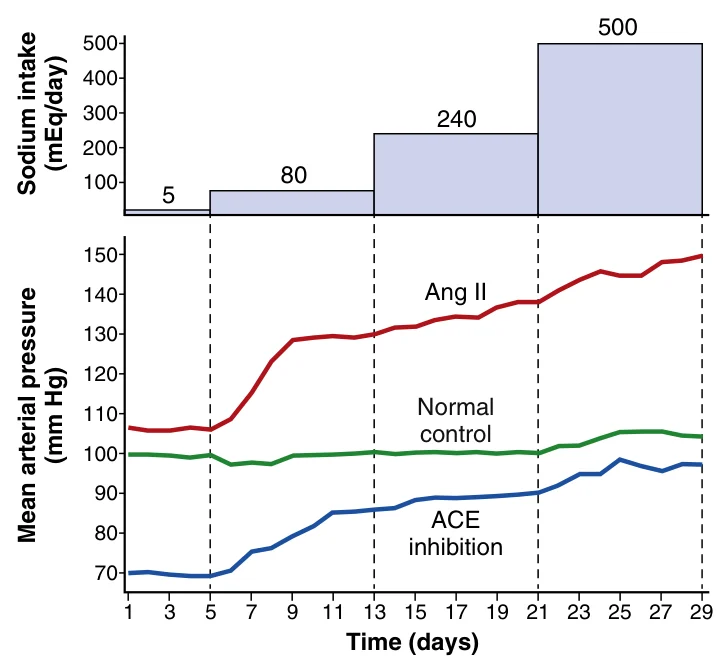 Sodium intake
(mEq/day)
500
400
300
200
100
5
80
240
500
Mean arterial pressure
(mm Hg)
150
140
130
120
110
100
90
80
70
Ang II
Normal
control
ACE
inhibition
1 3 5 7 9 11 13 15 17 19 21 23 25 27 29
Time (days)